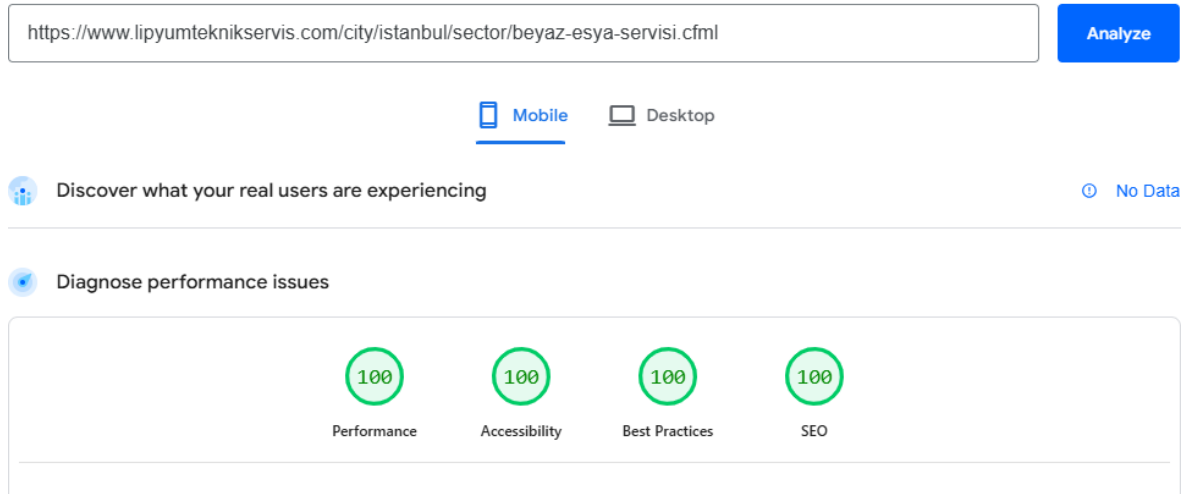 https://www.lipyumteknikservis.com/city/istanbul/sector/beyaz-esya-servisi.cfml
Analyze
Mobile
Desktop
Discover what your real users are experiencing
No Data
Diagnose performance issues
100 100 100 100
Performance Accessibility Best Practices SEO